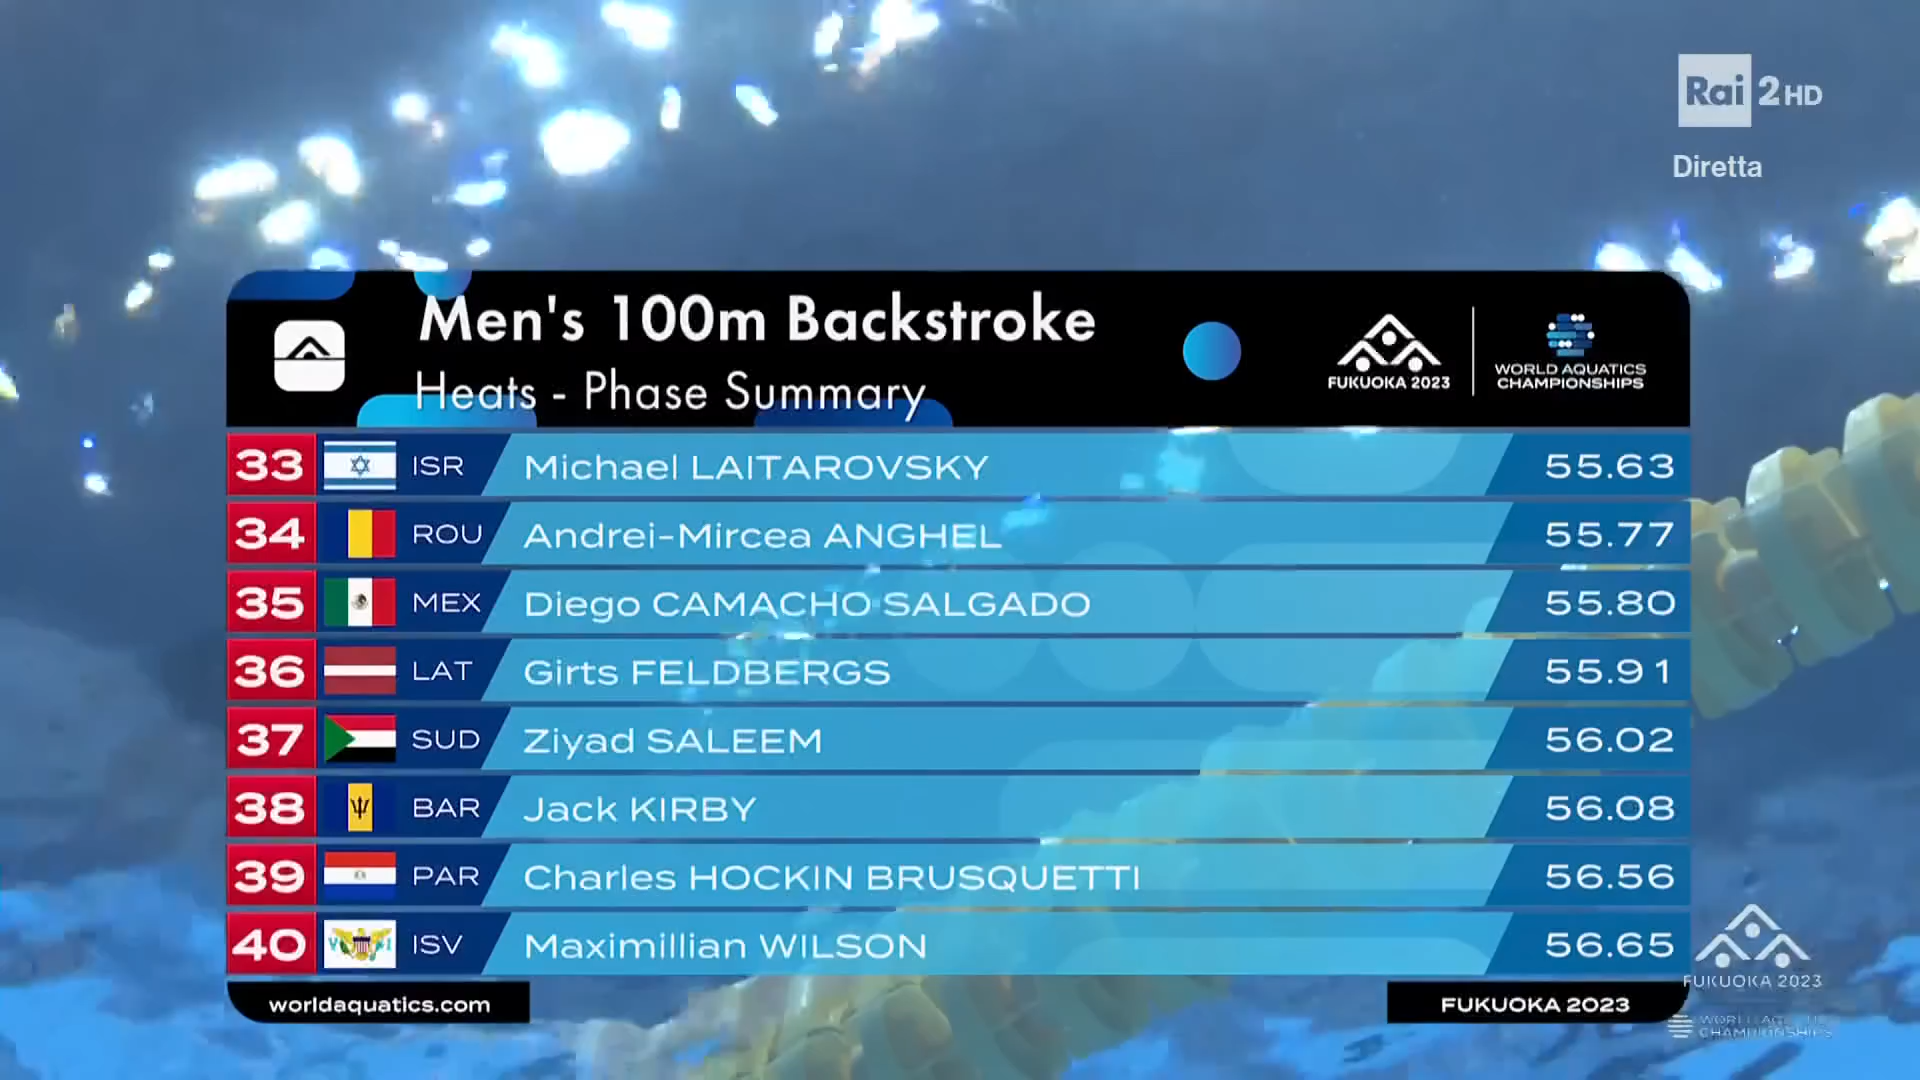 Rai 2HD
Diretta
Men's 100m Backstroke
Heats - Phase Summary
FUKUOKA 2023
WORLD AQUATICS
CHAMPIONSHIPS
33 ISR Michael LAITAROVSKY 55.63
34 ROU Andrei-Mircea ANGHEL 55.77
35 MEX Diego CAMACHO SALGADO 55.80
36 LAT Girts FELDBERGS 55.91
37 SUD Ziyad SALEEM 56.02
38 BAR Jack KIRBY 56.08
39 PAR Charles HOCKIN BRUSQUETTI 56.56
40 ISV Maximillian WILSON 56.65
worldaquatics.com
FUKUOKA 2023
FUKUOKA 2023
WORLD AQUATICS
CHAMPIONSHIPS